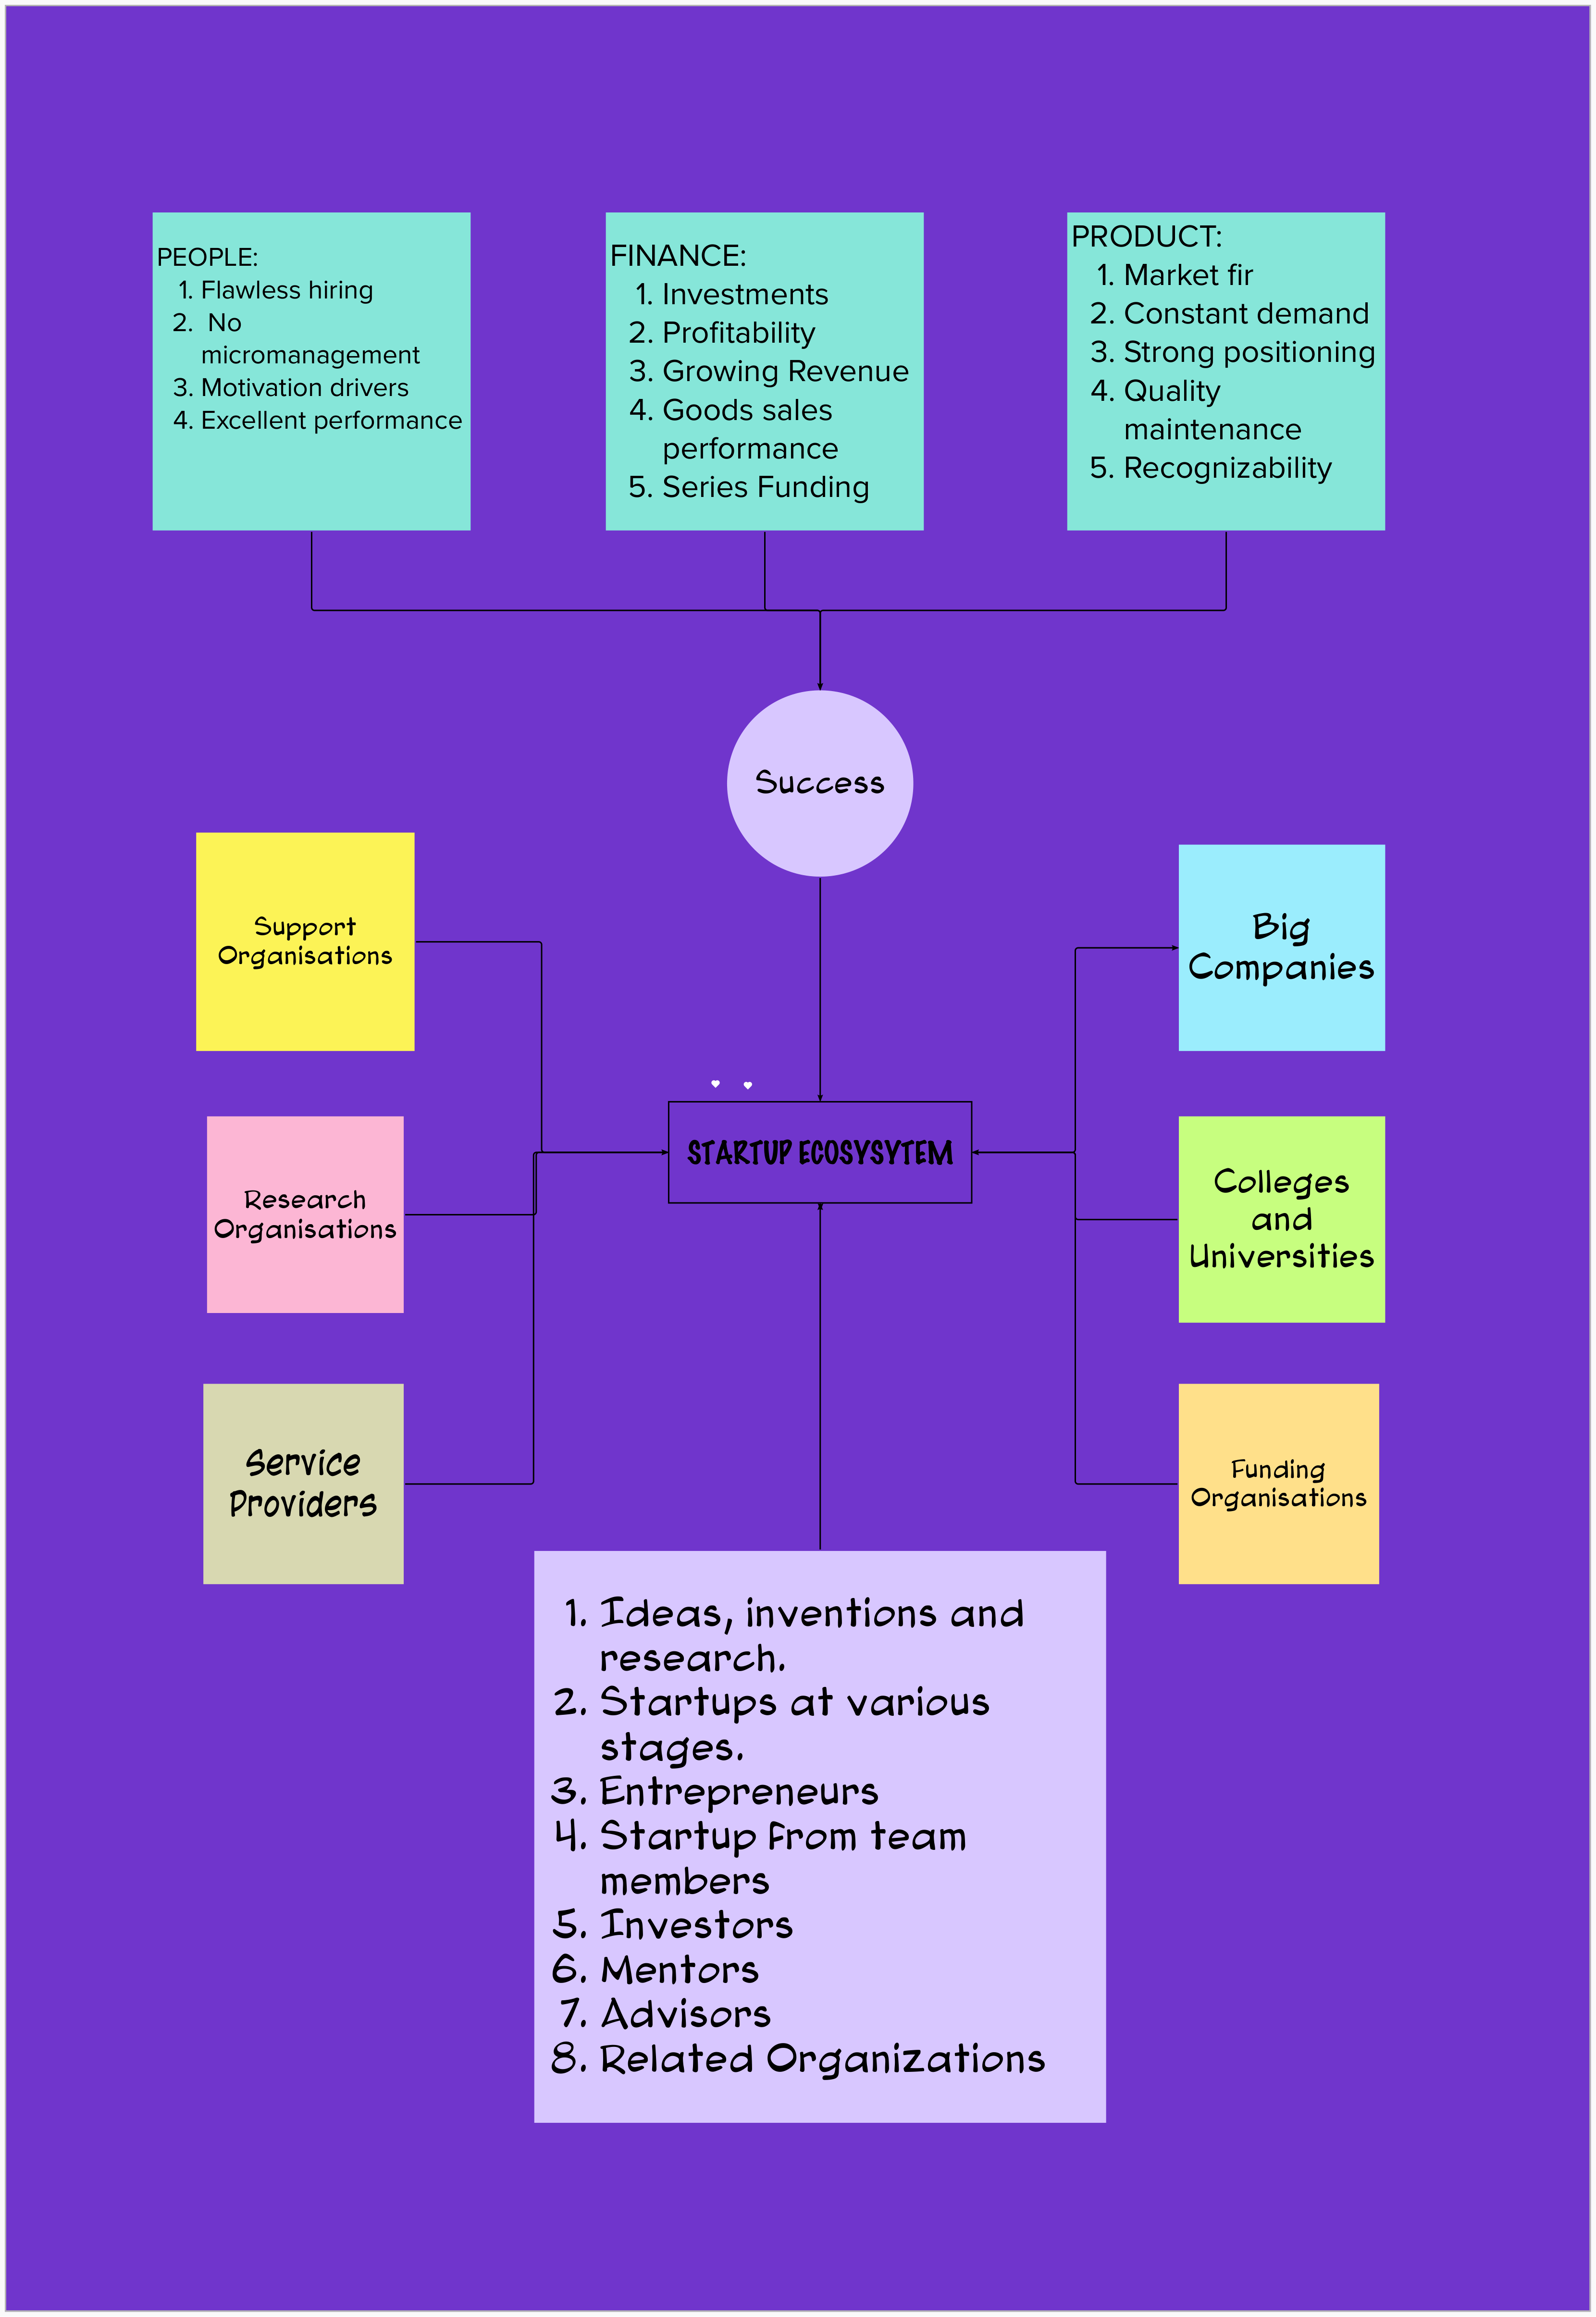 PEOPLE:
1. Flawless hiring
2. No
micromanagement
3. Motivation drivers
4. Excellent performance
FINANCE:
1. Investments
2. Profitability
3. Growing Revenue
4. Goods sales
performance
5. Series Funding
PRODUCT:
1. Market fir
2. Constant demand
3. Strong positioning
4. Quality
maintenance
5. Recognizability
Success
Support
Organisations
Big
Companies
STARTUP ECOSYSYTEM
Research
Organisations
Colleges
and
Universities
Service
Providers
Funding
Organisations
1. Ideas, inventions and
research.
2. Startups at various
stages.
3. Entrepreneurs
4. Startup from team
members
5. Investors
6. Mentors
7. Advisors
8. Related Organizations